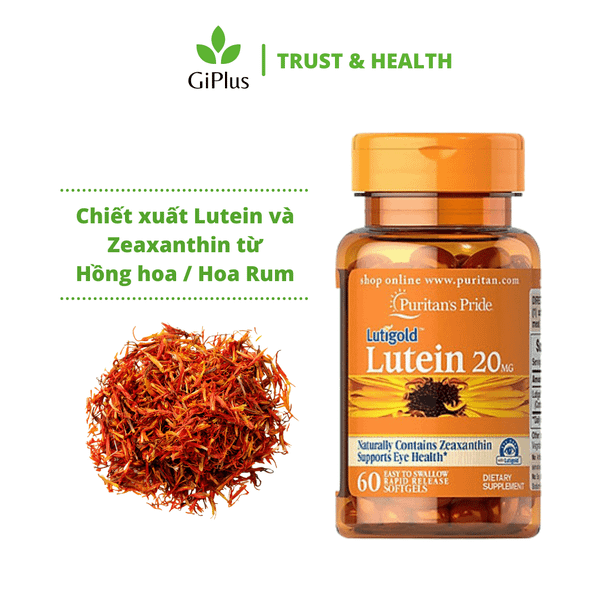 GiPlus
TRUST & HEALTH
Chiết xuất Lutein và
Zeaxanthin từ
Hồng hoa / Hoa Rum
shop online www.puritan.com
Puritan's Pride
Lutigold™
Lutein 20 MG
Naturally Contains Zeaxanthin
Supports Eye Health*
with Lutigold
60 EASY TO SWALLOW
RAPID RELEASE
SOFTGELS
DIETARY
SUPPLEMENT